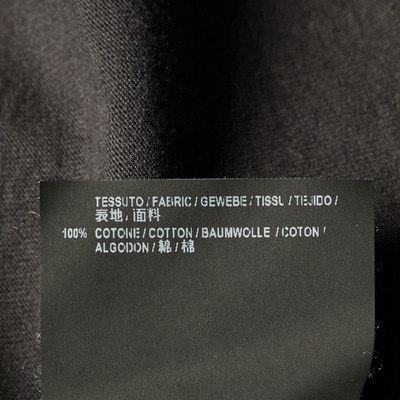 TESSUTO / FABRIC / GEWEBE / TISSU / TEJIDO /
表地 / 面料
100% COTONE / COTTON / BAUMWOLLE / COTON /
ALGODON / 綿 / 棉